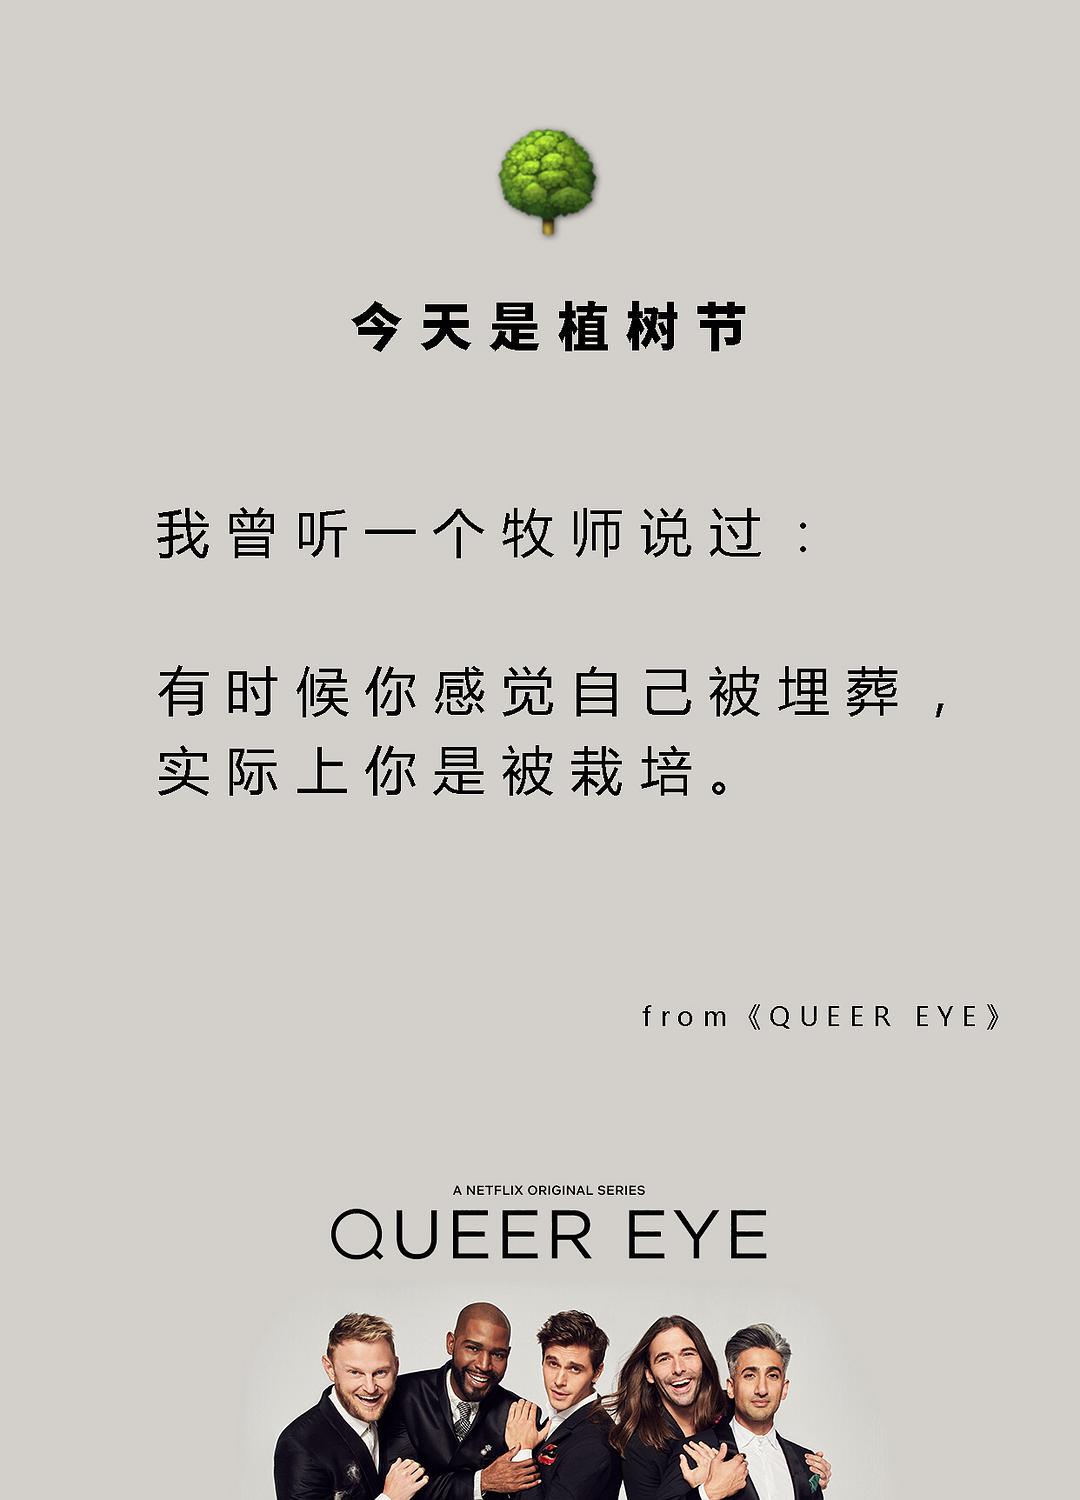 今天是植树节
我曾听一个牧师说过：
有时候你感觉自己被埋葬，
实际上你是被栽培。
from《QUEER EYE》
A NETFLIX ORIGINAL SERIES
QUEER EYE